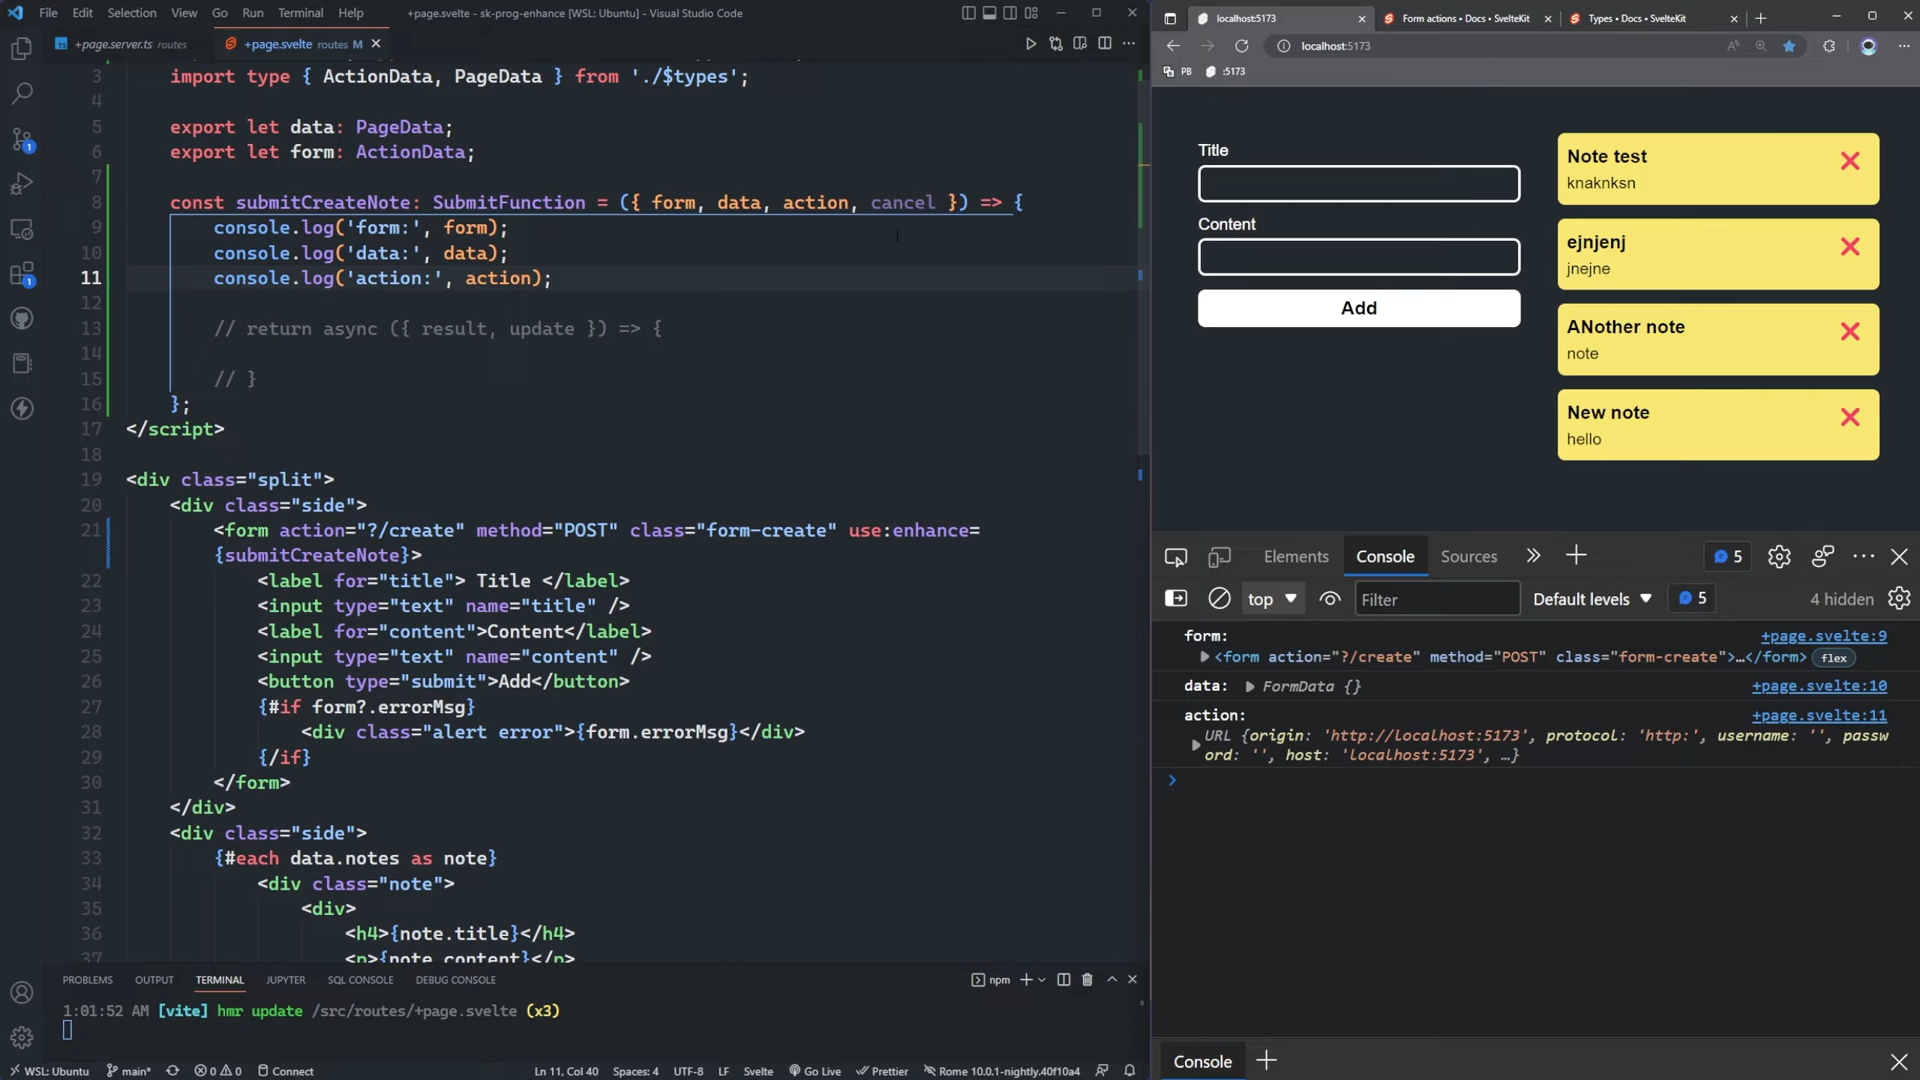 File Edit Selection View Go Run Terminal Help
+page.svelte - sk-prog-enhance [WSL: Ubuntu] - Visual Studio Code
+page.server.ts routes
+page.svelte routes M
3 import type { ActionData, PageData } from './$types';
4
5 export let data: PageData;
6 export let form: ActionData;
7
8 const submitCreateNote: SubmitFunction = ({ form, data, action, cancel }) => {
9 console.log('form:', form);
10 console.log('data:', data);
11 console.log('action:', action);
12
13 // return async ({ result, update }) => {
14
15 // }
16 };
17 </script>
18
19 <div class="split">
20 <div class="side">
21 <form action="?/create" method="POST" class="form-create" use:enhance=
{submitCreateNote}>
22 <label for="title"> Title </label>
23 <input type="text" name="title" />
24 <label for="content">Content</label>
25 <input type="text" name="content" />
26 <button type="submit">Add</button>
27 {#if form?.errorMsg}
28 <div class="alert error">{form.errorMsg}</div>
29 {/if}
30 </form>
31 </div>
32 <div class="side">
33 {#each data.notes as note}
34 <div class="note">
35 <div>
36 <h4>{note.title}</h4>
37 <p>{note.content}</p>
PROBLEMS OUTPUT TERMINAL JUPYTER SQL CONSOLE DEBUG CONSOLE
npm
1:01:52 AM [vite] hmr update /src/routes/+page.svelte (x3)
WSL: Ubuntu main* 0 0 Connect
Ln 11, Col 40 Spaces: 4 UTF-8 LF Svelte Go Live Prettier Rome 10.0.1-nightly.40f10a4
1
1
localhost:5173
Form actions • Docs • SvelteKit
Types • Docs • SvelteKit
localhost:5173
PB :5173
Title
Content
Add
Note test
knaknksn
ejnjenj
jnejne
ANother note
note
New note
hello
Elements Console Sources 5
top Filter Default levels 5 4 hidden
form: +page.svelte:9
<form action="?/create" method="POST" class="form-create">…</form> flex
data: FormData {} +page.svelte:10
action: +page.svelte:11
URL {origin: 'http://localhost:5173', protocol: 'http:', username: '', passw
ord: '', host: 'localhost:5173', …}
Console